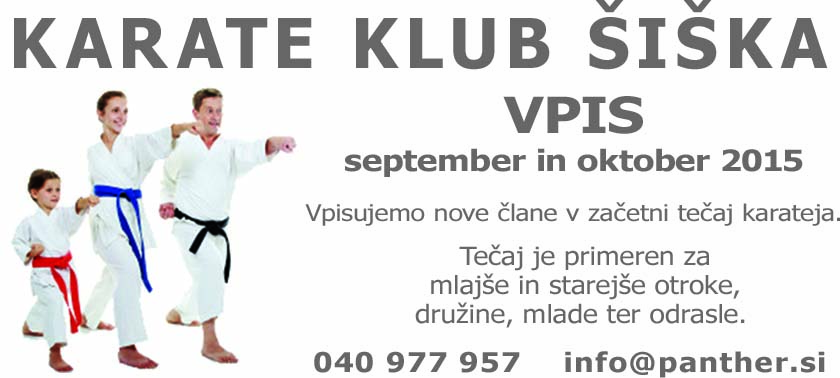 KARATE KLUB ŠIŠKA
VPIS
september in oktober 2015
Vpisujemo nove člane v začetni tečaj karateja.
Tečaj je primeren za
mlajše in starejše otroke,
družine, mlade ter odrasle.
040 977 957 info@panther.si